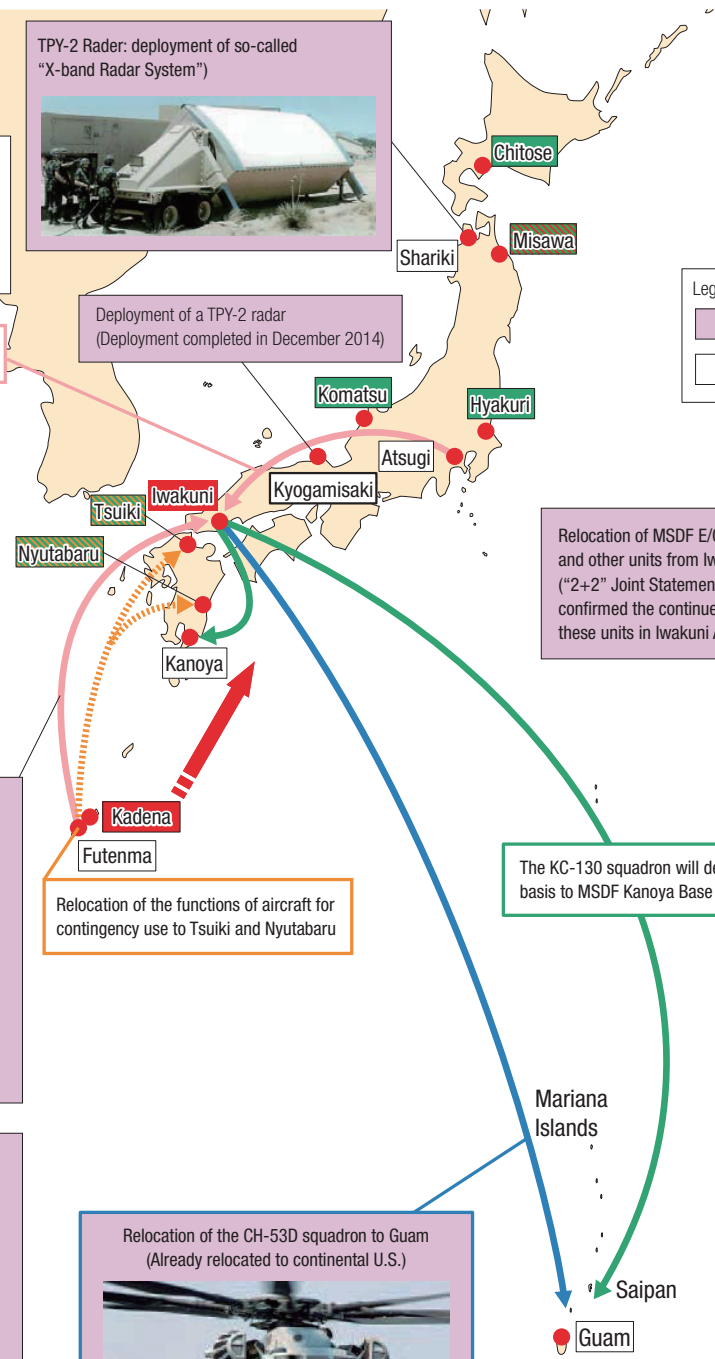 TPY-2 Rader: deployment of so-called
“X-band Radar System”)
Chitose
Misawa
Shariki
Leg
Deployment of a TPY-2 radar
(Deployment completed in December 2014)
Komatsu
Hyakuri
Atsugi
Kyogamisaki
Iwakuni
Tsuiki
Nyutabaru
Relocation of MSDF
and other units from
(“2+2” Joint Statemen
confirmed the continue
these units in Iwakuni
Kanoya
Kadena
Futenma
The KC-130 squadron will de
basis to MSDF Kanoya Base
Relocation of the functions of aircraft for
contingency use to Tsuiki and Nyutabaru
Mariana
Islands
Relocation of the CH-53D squadron to Guam
(Already relocated to continental U.S.)
Saipan
Guam